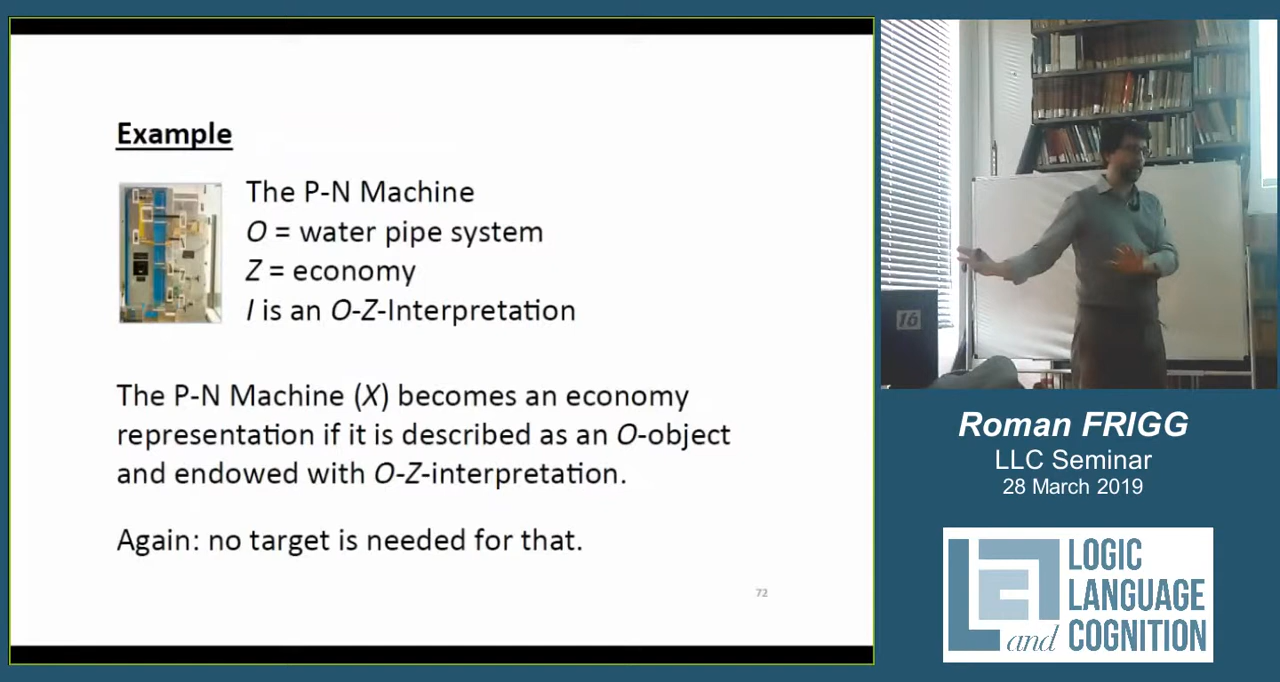 Example
The P-N Machine
O = water pipe system
Z = economy
I is an O-Z-Interpretation
The P-N Machine (X) becomes an economy
representation if it is described as an O-object
and endowed with O-Z-interpretation.
Again: no target is needed for that.
72
16
Roman FRIGG
LLC Seminar
28 March 2019
LOGIC
LANGUAGE
and COGNITION